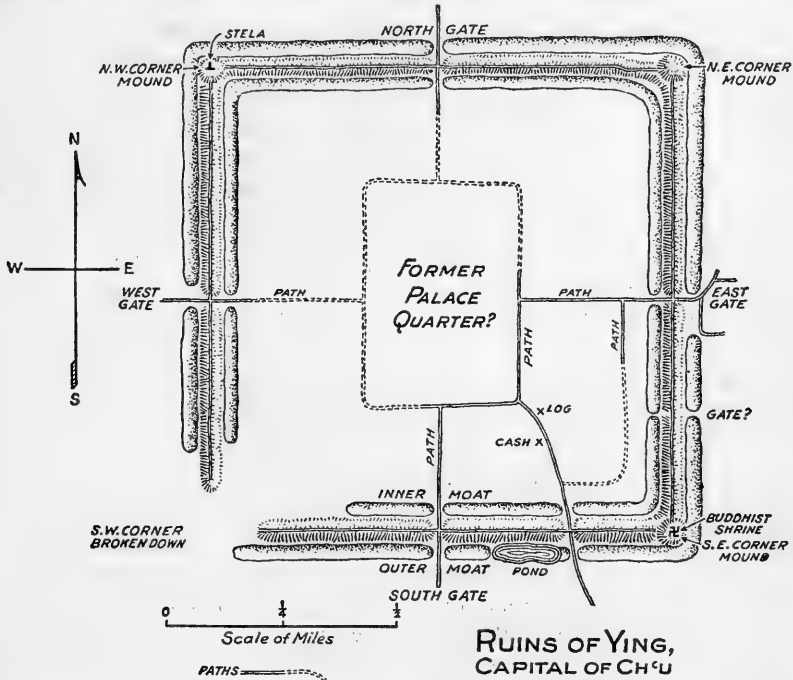 STELA
NORTH GATE
N.W. CORNER
MOUND
N.E. CORNER
MOUND
N
W
E
S
FORMER
PALACE
QUARTER?
WEST
GATE
PATH
PATH
EAST
GATE
PATH
PATH
LOG
GATE?
CASH
PATH
INNER MOAT
BUDDHIST
SHRINE
S.W. CORNER
BROKEN DOWN
S.E. CORNER
MOUND
OUTER MOAT
POND
SOUTH GATE
0 1/4 1/2
Scale of Miles
RUINS OF YING,
CAPITAL OF CHʻU
PATHS